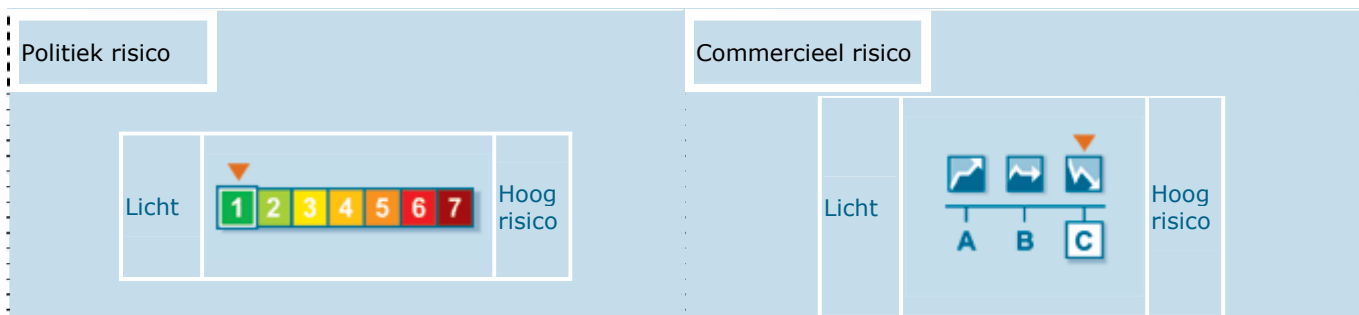 Politiek risico
Commercieel risico
Licht
1 2 3 4 5 6 7
Hoog
risico
Licht
A B C
Hoog
risico